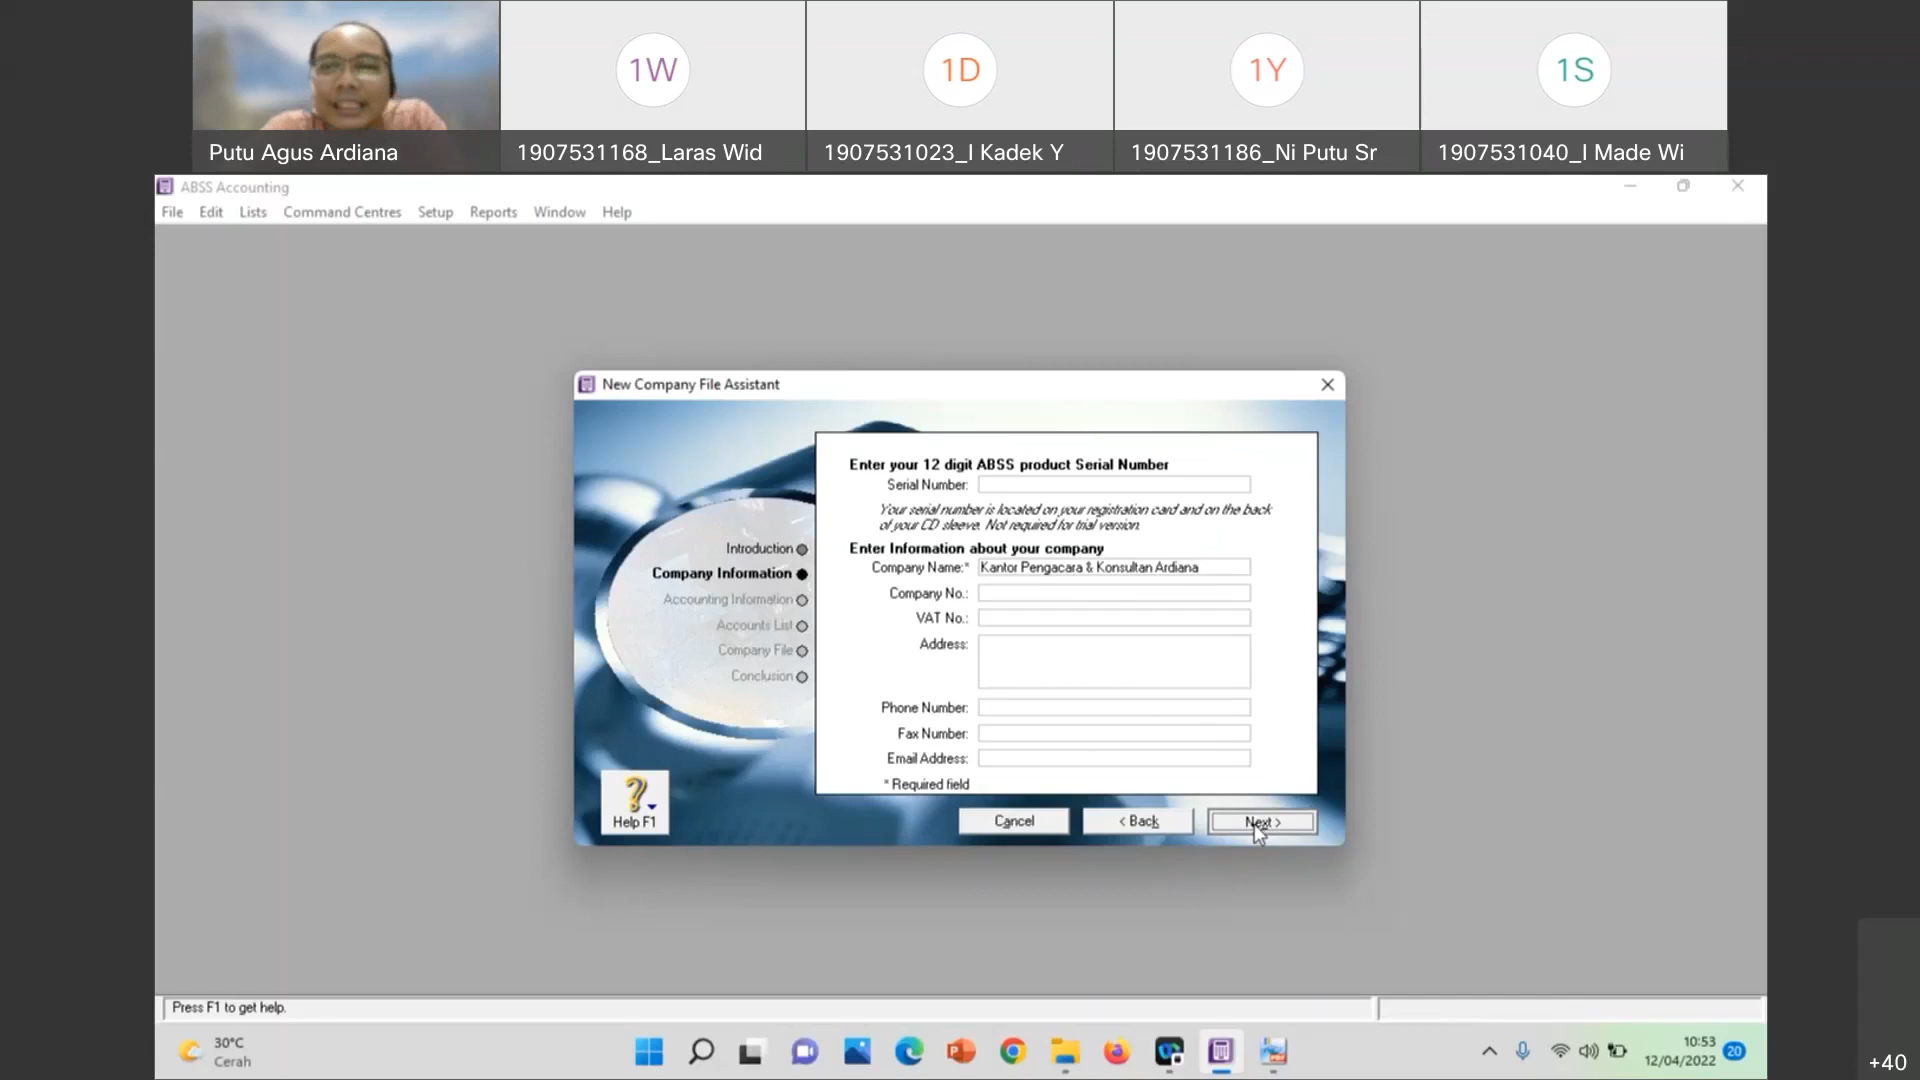 1W
1D
1Y
1S
Putu Agus Ardiana
1907531168_Laras Wid
1907531023_I Kadek Y
1907531186_Ni Putu Sr
1907531040_I Made Wi
ABSS Accounting
File Edit Lists Command Centres Setup Reports Window Help
New Company File Assistant
Introduction
Company Information
Accounting Information
Accounts List
Company File
Conclusion
Enter your 12 digit ABSS product Serial Number
Serial Number:
Your serial number is located on your registration card and on the back
of your CD sleeve. Not required for trial version.
Enter Information about your company
Company Name:* Kantor Pengacara & Konsultan Ardiana
Company No.:
VAT No.:
Address:
Phone Number:
Fax Number:
Email Address:
* Required field
Help F1
Cancel
< Back
Next >
Press F1 to get help.
30°C
Cerah
10:53
12/04/2022
20
+40